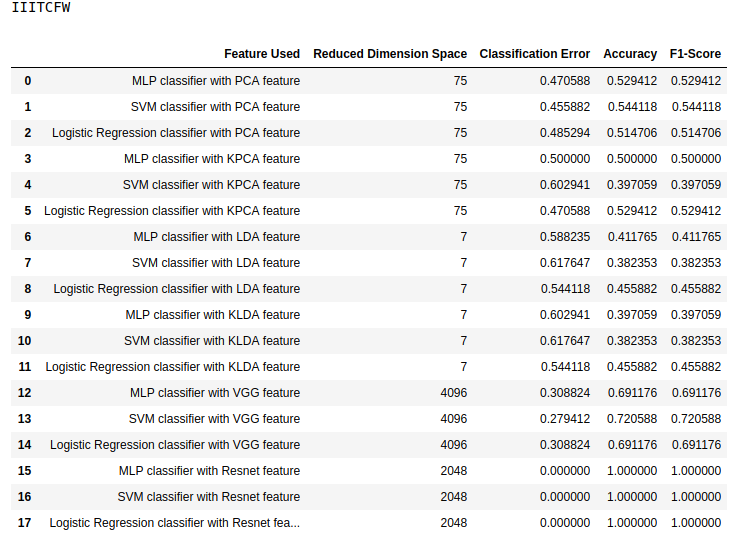 IIITCFW
Feature Used Reduced Dimension Space Classification Error Accuracy F1-Score
0 MLP classifier with PCA feature 75 0.470588 0.529412 0.529412
1 SVM classifier with PCA feature 75 0.455882 0.544118 0.544118
2 Logistic Regression classifier with PCA feature 75 0.485294 0.514706 0.514706
3 MLP classifier with KPCA feature 75 0.500000 0.500000 0.500000
4 SVM classifier with KPCA feature 75 0.602941 0.397059 0.397059
5 Logistic Regression classifier with KPCA feature 75 0.470588 0.529412 0.529412
6 MLP classifier with LDA feature 7 0.588235 0.411765 0.411765
7 SVM classifier with LDA feature 7 0.617647 0.382353 0.382353
8 Logistic Regression classifier with LDA feature 7 0.544118 0.455882 0.455882
9 MLP classifier with KLDA feature 7 0.602941 0.397059 0.397059
10 SVM classifier with KLDA feature 7 0.617647 0.382353 0.382353
11 Logistic Regression classifier with KLDA feature 7 0.544118 0.455882 0.455882
12 MLP classifier with VGG feature 4096 0.308824 0.691176 0.691176
13 SVM classifier with VGG feature 4096 0.279412 0.720588 0.720588
14 Logistic Regression classifier with VGG feature 4096 0.308824 0.691176 0.691176
15 MLP classifier with Resnet feature 2048 0.000000 1.000000 1.000000
16 SVM classifier with Resnet feature 2048 0.000000 1.000000 1.000000
17 Logistic Regression classifier with Resnet fea... 2048 0.000000 1.000000 1.000000